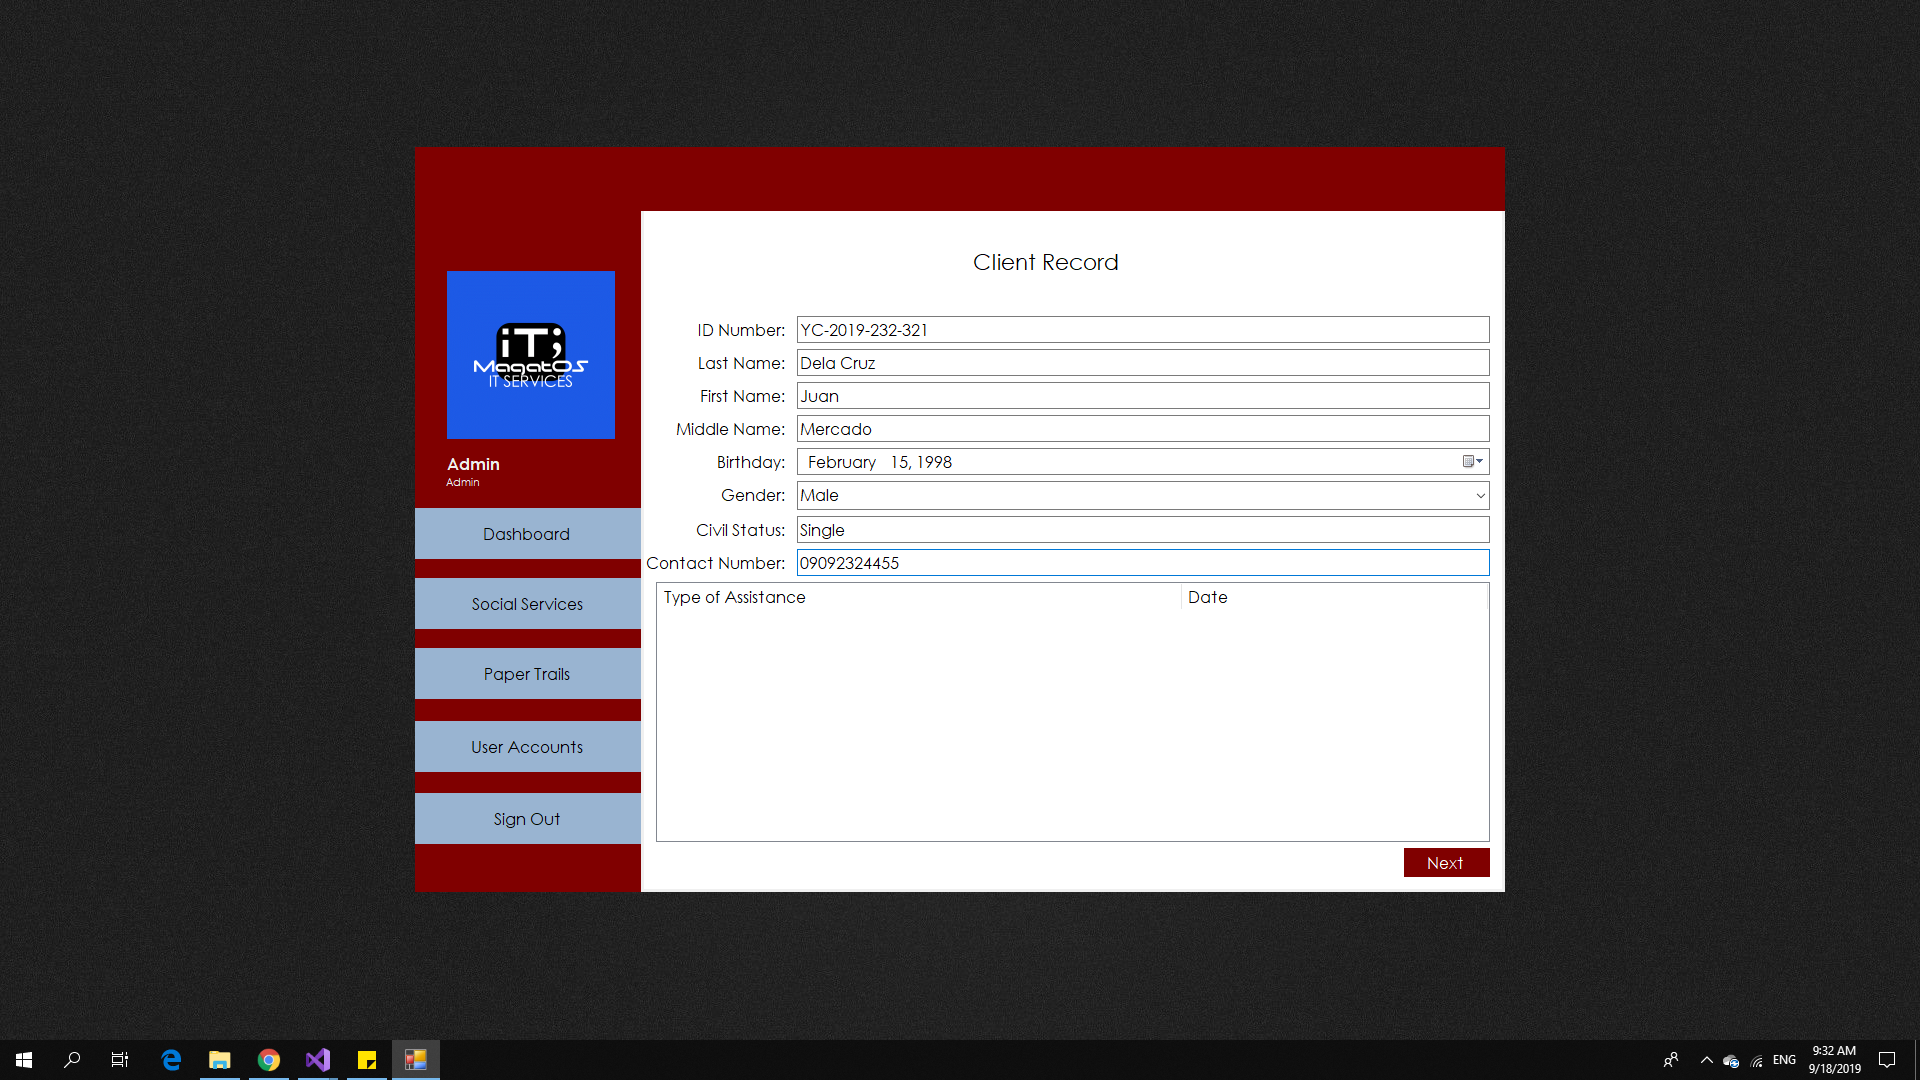 Client Record
iT;
MagatOS
IT SERVICES
Admin
Admin
Dashboard
Social Services
Paper Trails
User Accounts
Sign Out
ID Number: YC-2019-232-321
Last Name: Dela Cruz
First Name: Juan
Middle Name: Mercado
Birthday: February 15, 1998
Gender: Male
Civil Status: Single
Contact Number: 09092324455
Type of Assistance Date
Next
ENG
9:32 AM
9/18/2019